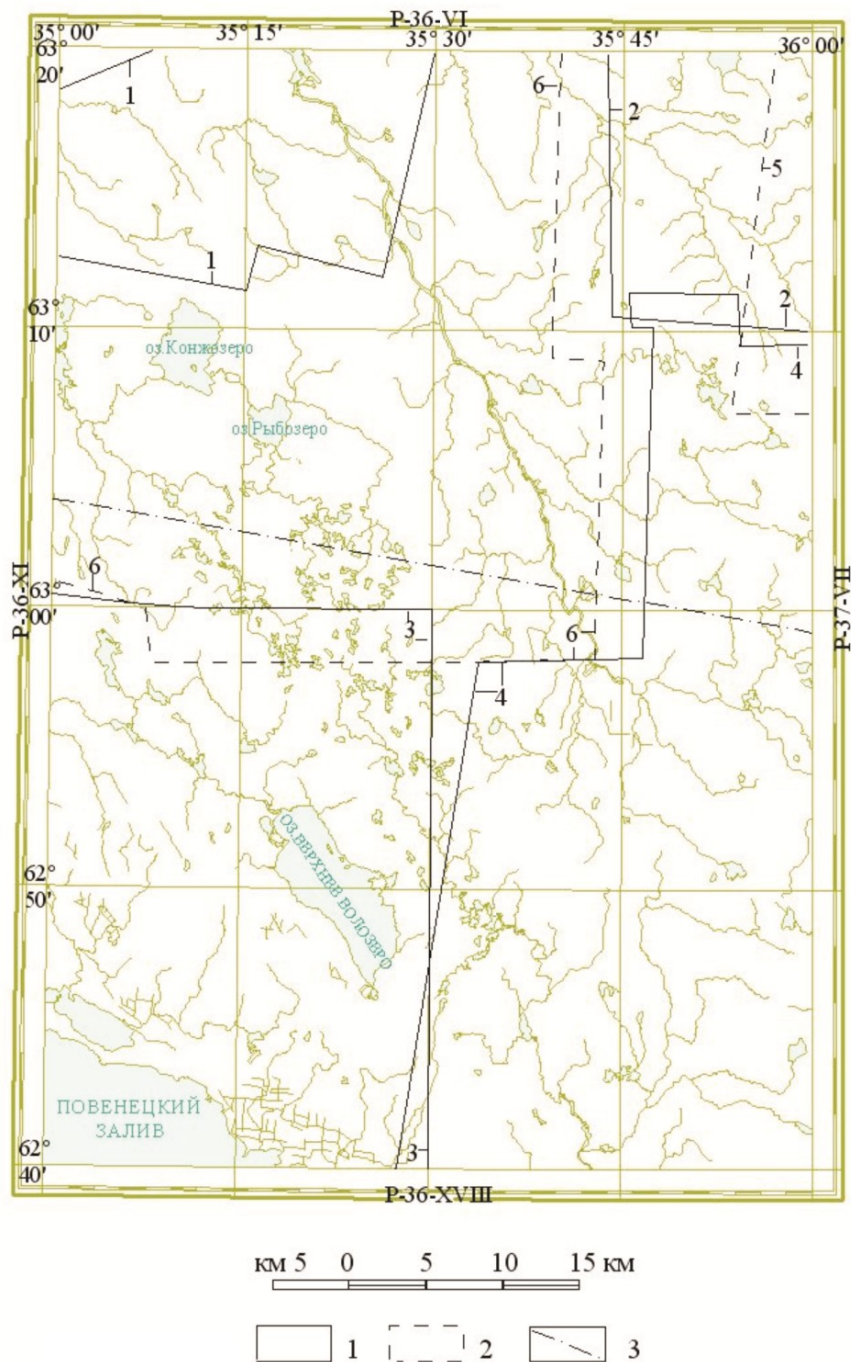 P-36-VI
35° 00' 35° 15' 35° 30' 35° 45' 36° 00'
63°
20'
1
6
2
5
1
2
63°
10'
4
оз.Конжозеро
оз.Рыбозеро
P-36-XI
P-37-VII
6
63°
00'
3
6
4
62°
50'
ОЗ.ВЕРХНЕЕ ВОЛОЗЕРО
ПОВЕНЕЦКИЙ
ЗАЛИВ
62°
40'
3
P-36-XVIII
км 5 0 5 10 15 км
1 2 3